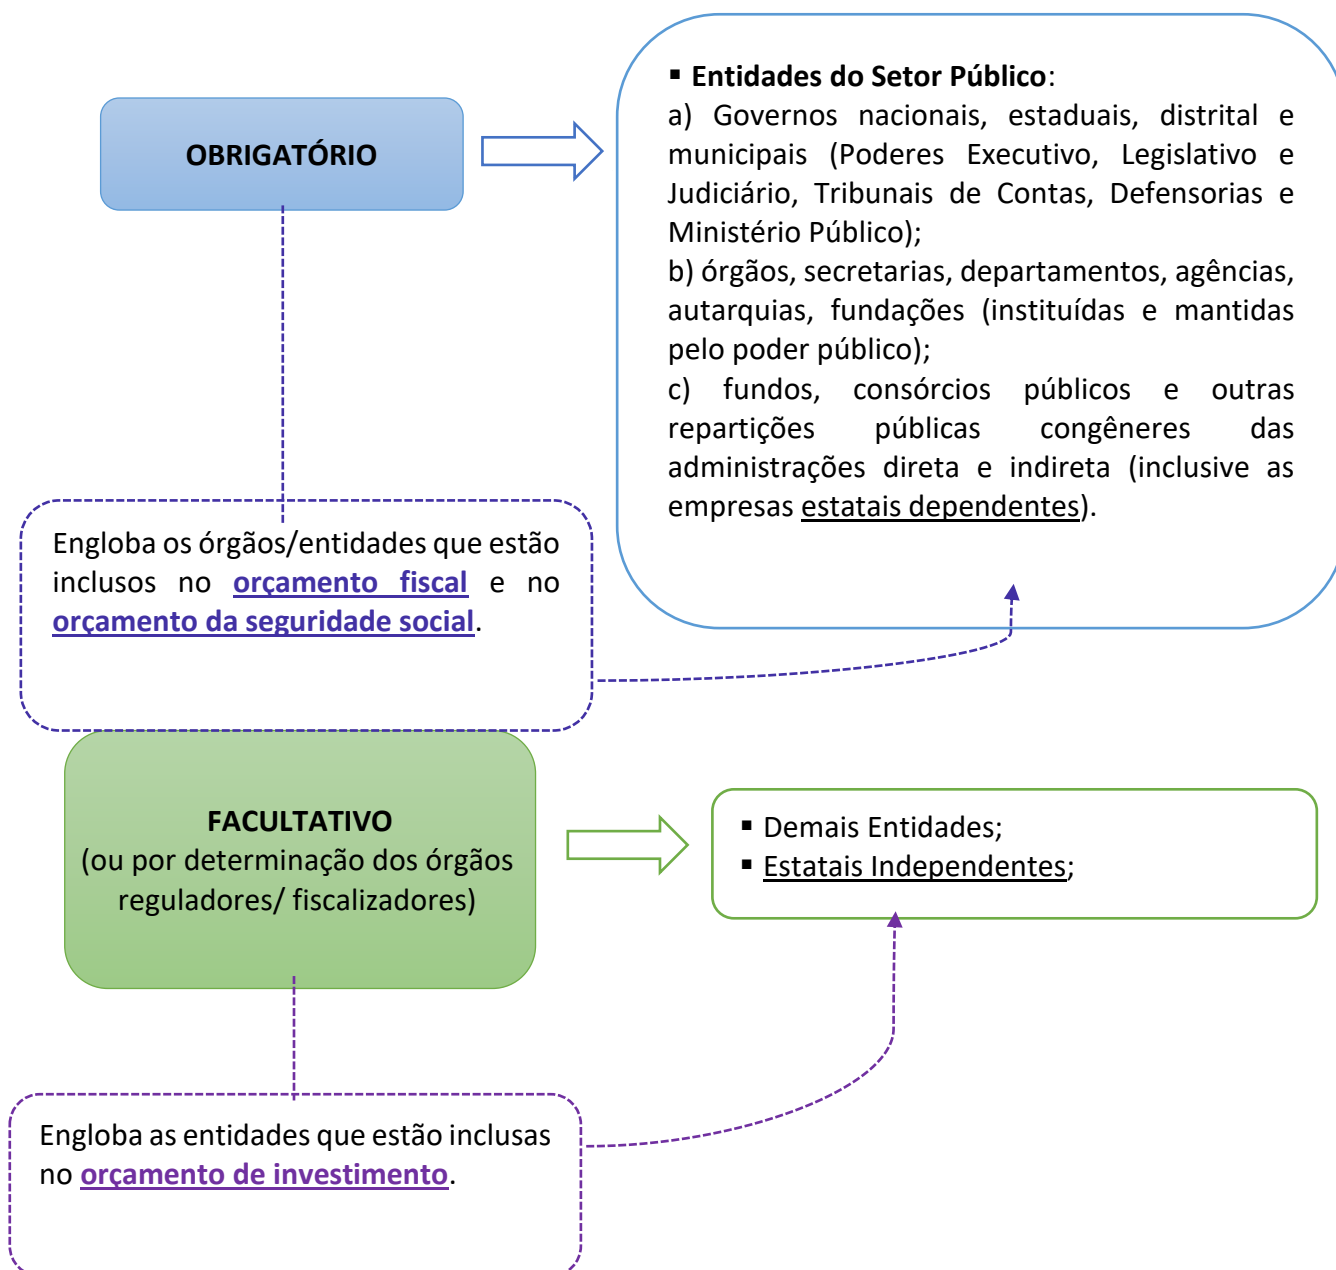 OBRIGATÓRIO
▪ Entidades do Setor Público:
a) Governos nacionais, estaduais, distrital e
municipais (Poderes Executivo, Legislativo e
Judiciário, Tribunais de Contas, Defensorias e
Ministério Público);
b) órgãos, secretarias, departamentos, agências,
autarquias, fundações (instituídas e mantidas
pelo poder público);
c) fundos, consórcios públicos e outras
repartições públicas congêneres das
administrações direta e indireta (inclusive as
empresas estatais dependentes).
Engloba os órgãos/entidades que estão
inclusos no orçamento fiscal e no
orçamento da seguridade social.
FACULTATIVO
(ou por determinação dos órgãos
reguladores/ fiscalizadores)
▪ Demais Entidades;
▪ Estatais Independentes;
Engloba as entidades que estão inclusas
no orçamento de investimento.